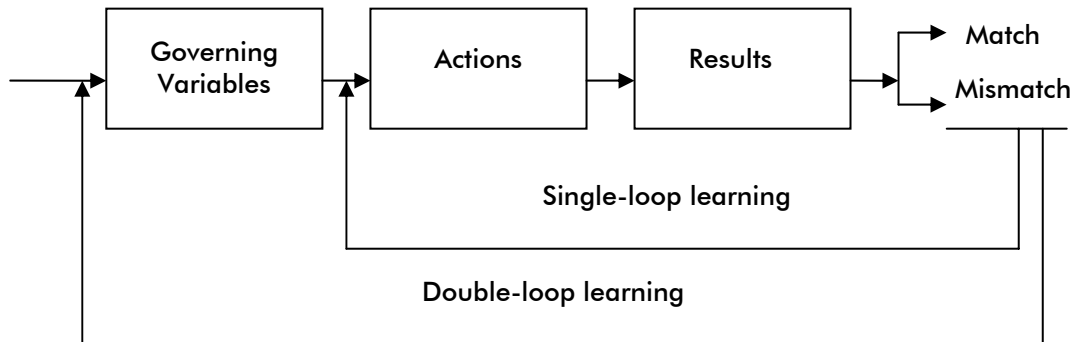 Governing
Variables
Actions
Results
Match
Mismatch
Single-loop learning
Double-loop learning